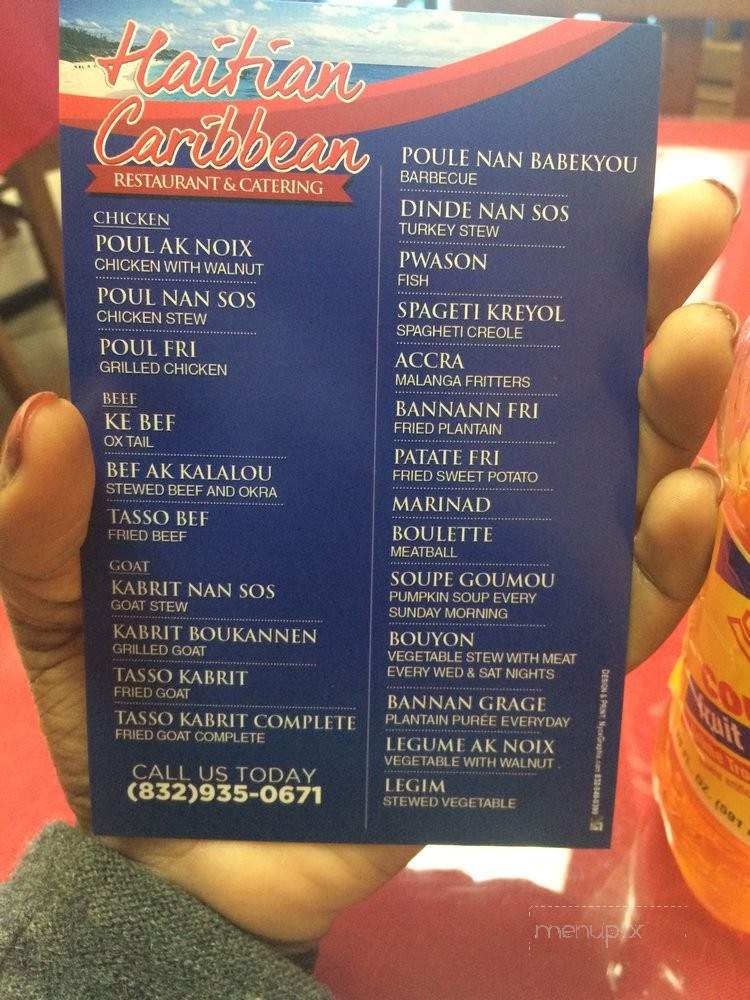 Haitian
Caribbean
RESTAURANT & CATERING
CHICKEN
POUL AK NOIX
CHICKEN WITH WALNUT
POUL NAN SOS
CHICKEN STEW
POUL FRI
GRILLED CHICKEN
BEEF
KE BEF
OX TAIL
BEF AK KALALOU
STEWED BEEF AND OKRA
TASSO BEF
FRIED BEEF
GOAT
KABRIT NAN SOS
GOAT STEW
KABRIT BOUKANNEN
GRILLED GOAT
TASSO KABRIT
FRIED GOAT
TASSO KABRIT COMPLETE
FRIED GOAT COMPLETE
CALL US TODAY
(832)935-0671
POULE NAN BABEKYOU
BARBECUE
DINDE NAN SOS
TURKEY STEW
PWASON
FISH
SPAGETI KREYOL
SPAGHETI CREOLE
ACCRA
MALANGA FRITTERS
BANNANN FRI
FRIED PLANTAIN
PATATE FRI
FRIED SWEET POTATO
MARINAD
BOULETTE
MEATBALL
SOUPE GOUMOU
PUMPKIN SOUP EVERY
SUNDAY MORNING
BOUYON
VEGETABLE STEW WITH MEAT
EVERY WED & SAT NIGHTS
BANNAN GRAGE
PLANTAIN PURÉE EVERYDAY
LEGUME AK NOIX
VEGETABLE WITH WALNUT .
LEGIM
STEWED VEGETABLE
DESIGN & PRINT
fruit
menupix